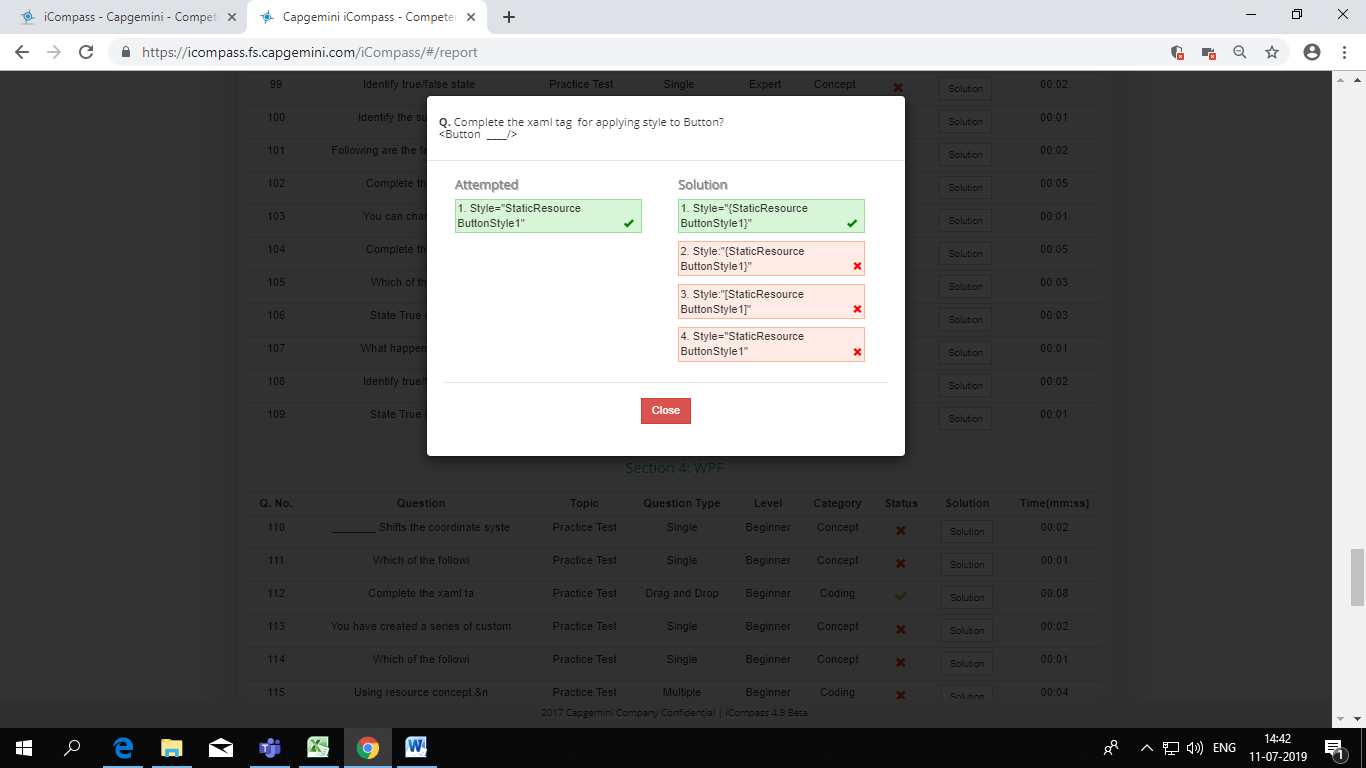 iCompass - Capgemini - Compet
Capgemini iCompass - Competen
https://icompass.fs.capgemini.com/iCompass/#/report
99 Identify true/false state Practice Test Single Expert Concept Solution 00:02
100 Identify the su Solution 00:01
101 Following are the f Solution 00:02
102 Complete th Solution 00:05
103 You can cha Solution 00:01
104 Complete th Solution 00:05
105 Which of th Solution 00:03
106 State True Solution 00:03
107 What happen Solution 00:01
108 Identify true/f Solution 00:02
109 State True Solution 00:01
Q. Complete the xaml tag for applying style to Button?
<Button ____/>
Attempted
1. Style="StaticResource
ButtonStyle1"
Solution
1. Style="{StaticResource
ButtonStyle1}"
2. Style:"{StaticResource
ButtonStyle1}"
3. Style:"[StaticResource
ButtonStyle1]"
4. Style="StaticResource
ButtonStyle1"
Close
Section 4: WPF
Q. No. Question Topic Question Type Level Category Status Solution Time(mm:ss)
110 ________ Shifts the coordinate syste Practice Test Single Beginner Concept Solution 00:02
111 Which of the followi Practice Test Single Beginner Concept Solution 00:01
112 Complete the xaml ta Practice Test Drag and Drop Beginner Coding Solution 00:08
113 You have created a series of custom Practice Test Single Beginner Concept Solution 00:02
114 Which of the followi Practice Test Single Beginner Concept Solution 00:01
115 Using resource concept,&n Practice Test Multiple Beginner Coding Solution 00:04
2017 Capgemini Company Confidential | iCompass 4.9 Beta
ENG
14:42
11-07-2019
1